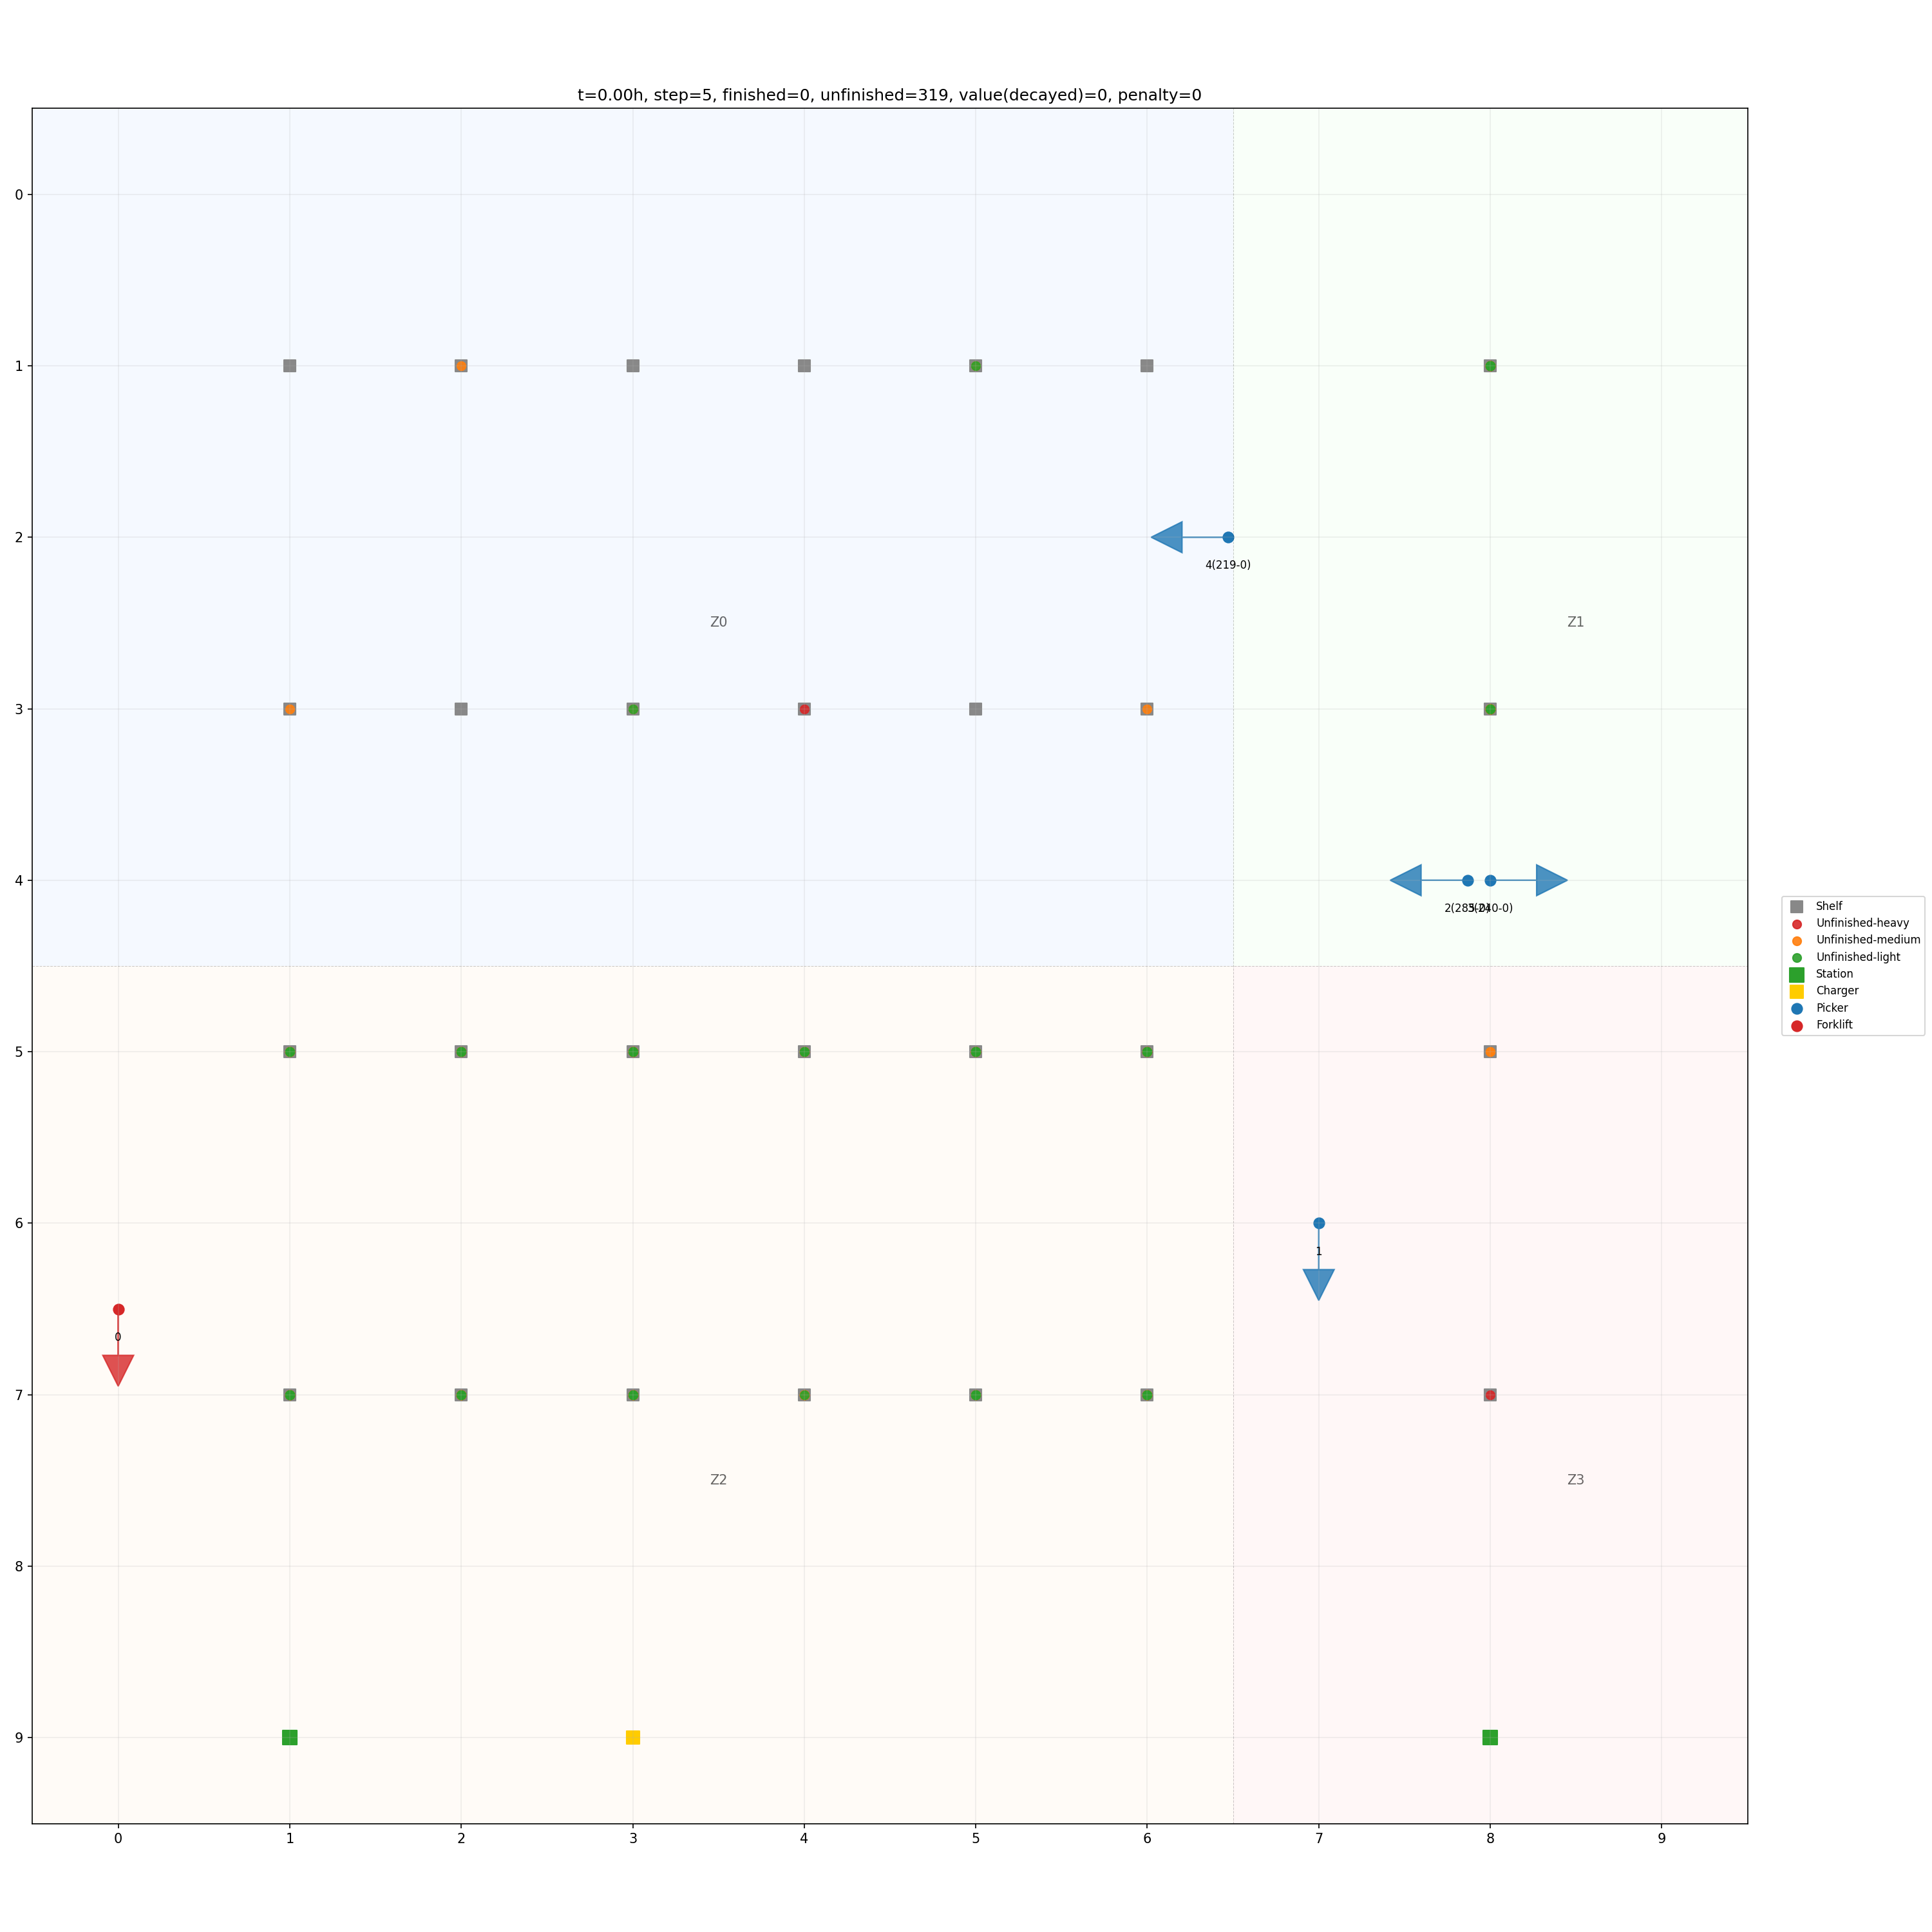 t=0.00h, step=5, finished=0, unfinished=319, value(decayed)=0, penalty=0
0
1
2
4(219-0)
Z0
Z1
3
4
Shelf
Unfinished-heavy
Unfinished-medium
Unfinished-light
Station
Charger
Picker
Forklift
5
6
1
0
7
Z2
Z3
8
9
0
1
2
3
4
5
6
7
8
9